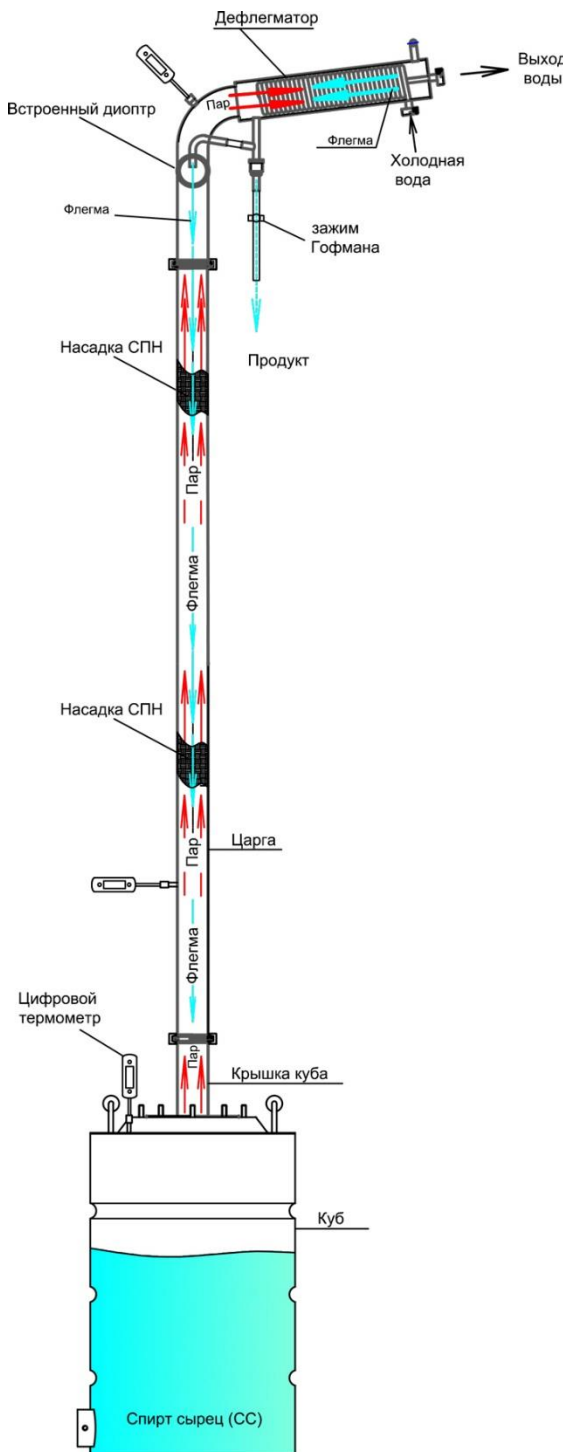 Дефлегматор
Выход
воды
Пар
Встроенный диоптр
Флегма
Холодная
вода
Флегма
зажим
Гофмана
Насадка СПН
Продукт
Пар
Флегма
Насадка СПН
Пар
Царга
Флегма
Цифровой
термометр
Пар
Крышка куба
Куб
Спирт сырец (СС)